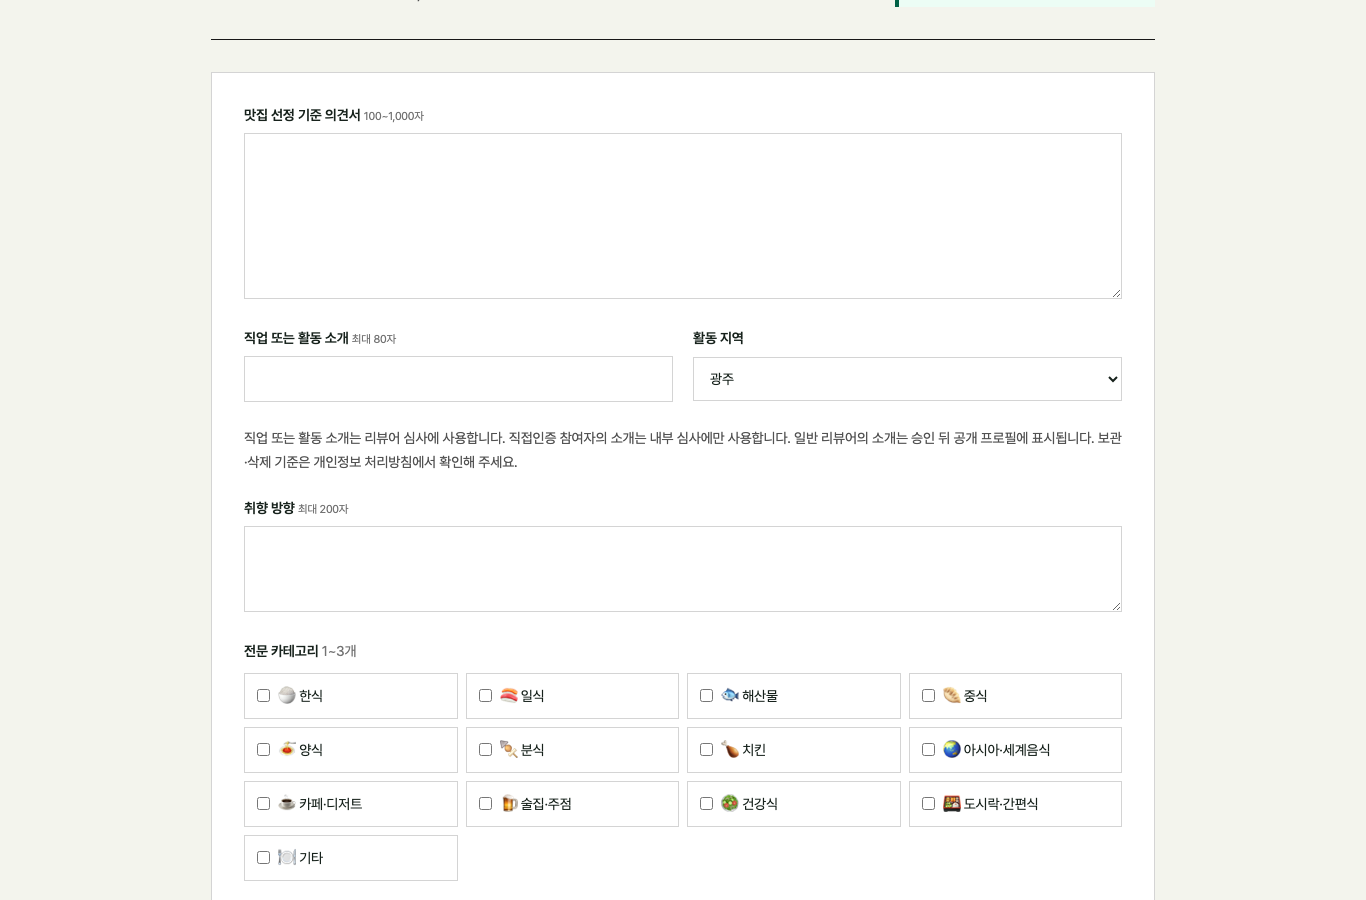 맛집 선정 기준 의견서 100~1,000자
직업 또는 활동 소개 최대 80자
활동 지역
광주
직업 또는 활동 소개는 리뷰어 심사에 사용합니다. 직접인증 참여자의 소개는 내부 심사에만 사용합니다. 일반 리뷰어의 소개는 승인 뒤 공개 프로필에 표시됩니다. 보관
·삭제 기준은 개인정보 처리방침에서 확인해 주세요.
취향 방향 최대 200자
전문 카테고리 1~3개
한식
일식
해산물
중식
양식
분식
치킨
아시아·세계음식
카페·디저트
술집·주점
건강식
도시락·간편식
기타